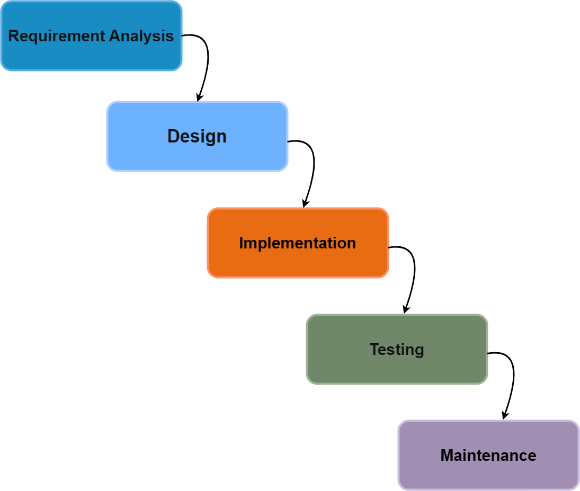 Requirement Analysis
Design
Implementation
Testing
Maintenance